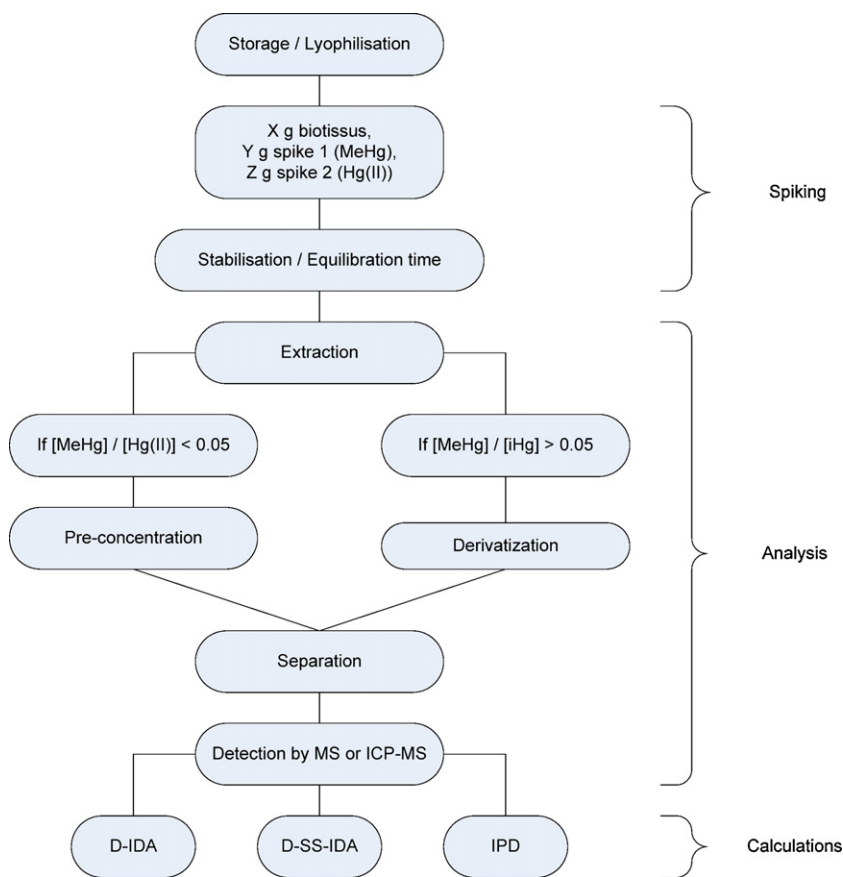 Storage / Lyophilisation
X g biotissus,
Y g spike 1 (MeHg),
Z g spike 2 (Hg(II))
Spiking
Stabilisation / Equilibration time
Extraction
If [MeHg] / [Hg(II)] < 0.05
If [MeHg] / [iHg] > 0.05
Pre-concentration
Derivatization
Analysis
Separation
Detection by MS or ICP-MS
D-IDA
D-SS-IDA
IPD
Calculations